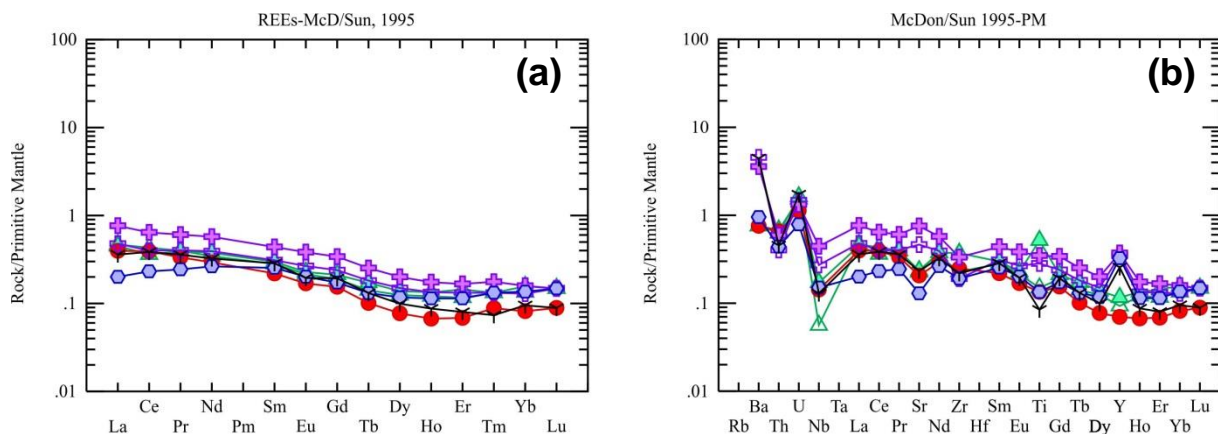 REEs-McD/Sun, 1995
100
10
1
.1
.01
Rock/Primitive Mantle
(a)
Ce Nd Sm Gd Dy Er Yb
La Pr Pm Eu Tb Ho Tm Lu
McDon/Sun 1995-PM
100
10
1
.1
.01
Rock/Primitive Mantle
(b)
Ba U Ta Ce Sr Zr Sm Ti Tb Y Er Lu
Rb Th Nb La Pr Nd Hf Eu Gd Dy Ho Yb